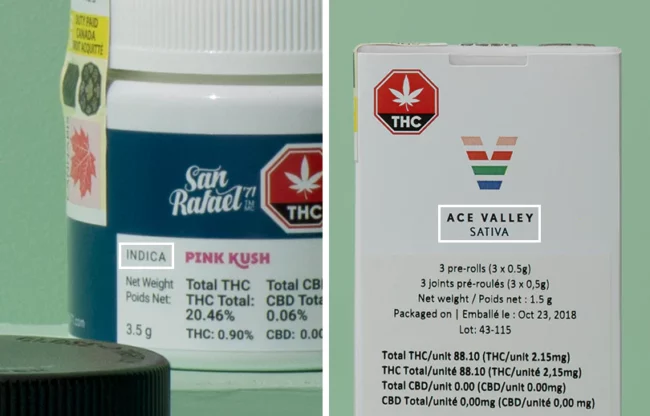 DUTY PAID
CANADA
DROIT ACQUITTÉ
San
Rafael '71
THC
INDICA
PINK KUSH
Net Weight
Poids Net:
3.5 g
Total THC
THC Total:
20.46%
THC: 0.90%
Total CB
CBD Tota
0.06%
CBD: 0.00
.com
THC
ACE VALLEY
SATIVA
3 pre-rolls (3 x 0.5g)
3 joints pré-roulés (3 x 0,5g)
Net weight / Poids net : 1.5 g
Packaged on | Emballé le : Oct 23, 2018
Lot: 43-115
Total THC/unit 88.10 (THC/unit 2.15mg)
THC Total/unité 88.10 (THC/unité 2,15mg)
Total CBD/unit 0.00 (CBD/unit 0.00mg)
CBD Total/unité 0,00mg (CBD/unité 0,00 mg)